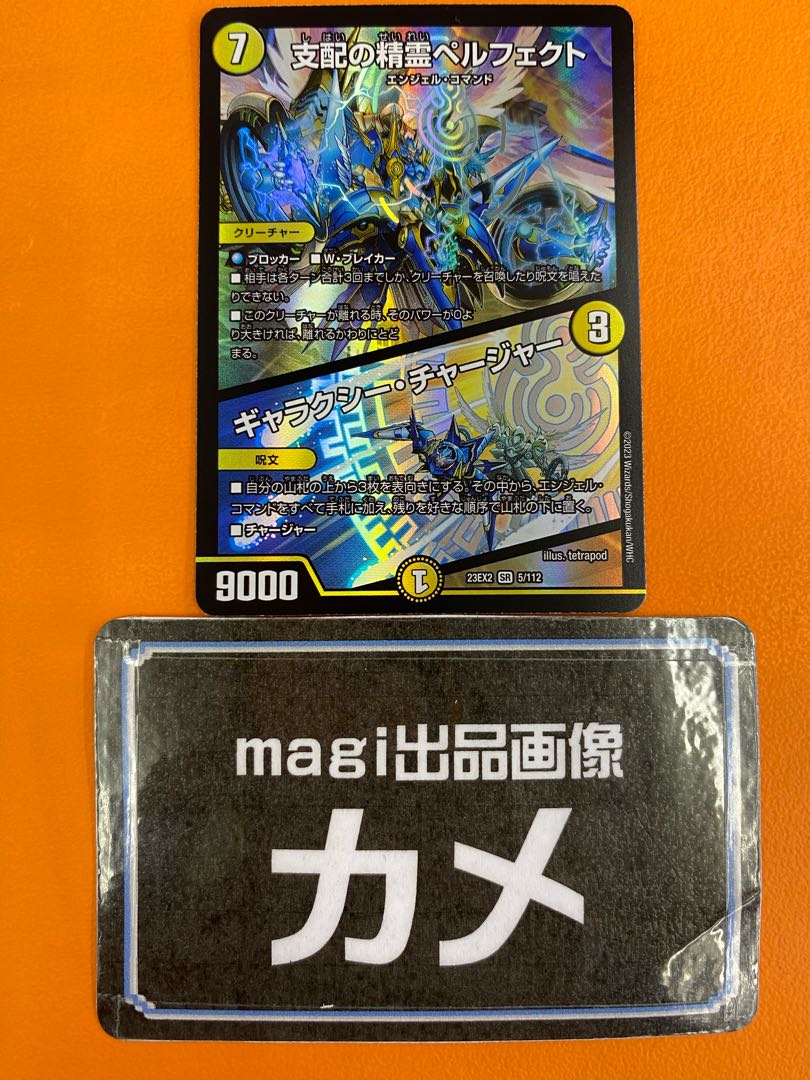 7
支配の精霊ペルフェクト
しはい せいれい
エンジェル・コマンド
クリーチャー
ブロッカー ■W・ブレイカー
■相手は各ターン合計3回までしか、クリーチャーを召喚したり呪文を唱えた
りできない。
■このクリーチャーが離れる時、そのパワーが0よ
り大きければ、離れるかわりにとど
まる。
3
ギャラクシー・チャージャー
呪文
■自分の山札の上から3枚を表向きにする。その中から、エンジェル・
コマンドをすべて手札に加え、残りを好きな順序で山札の下に置く。
■チャージャー
©2023 Wizards/Shogakukan/WHC
illus. tetrapod
9000
1
23EX2 SR 5/112
magi出品画像
カメ